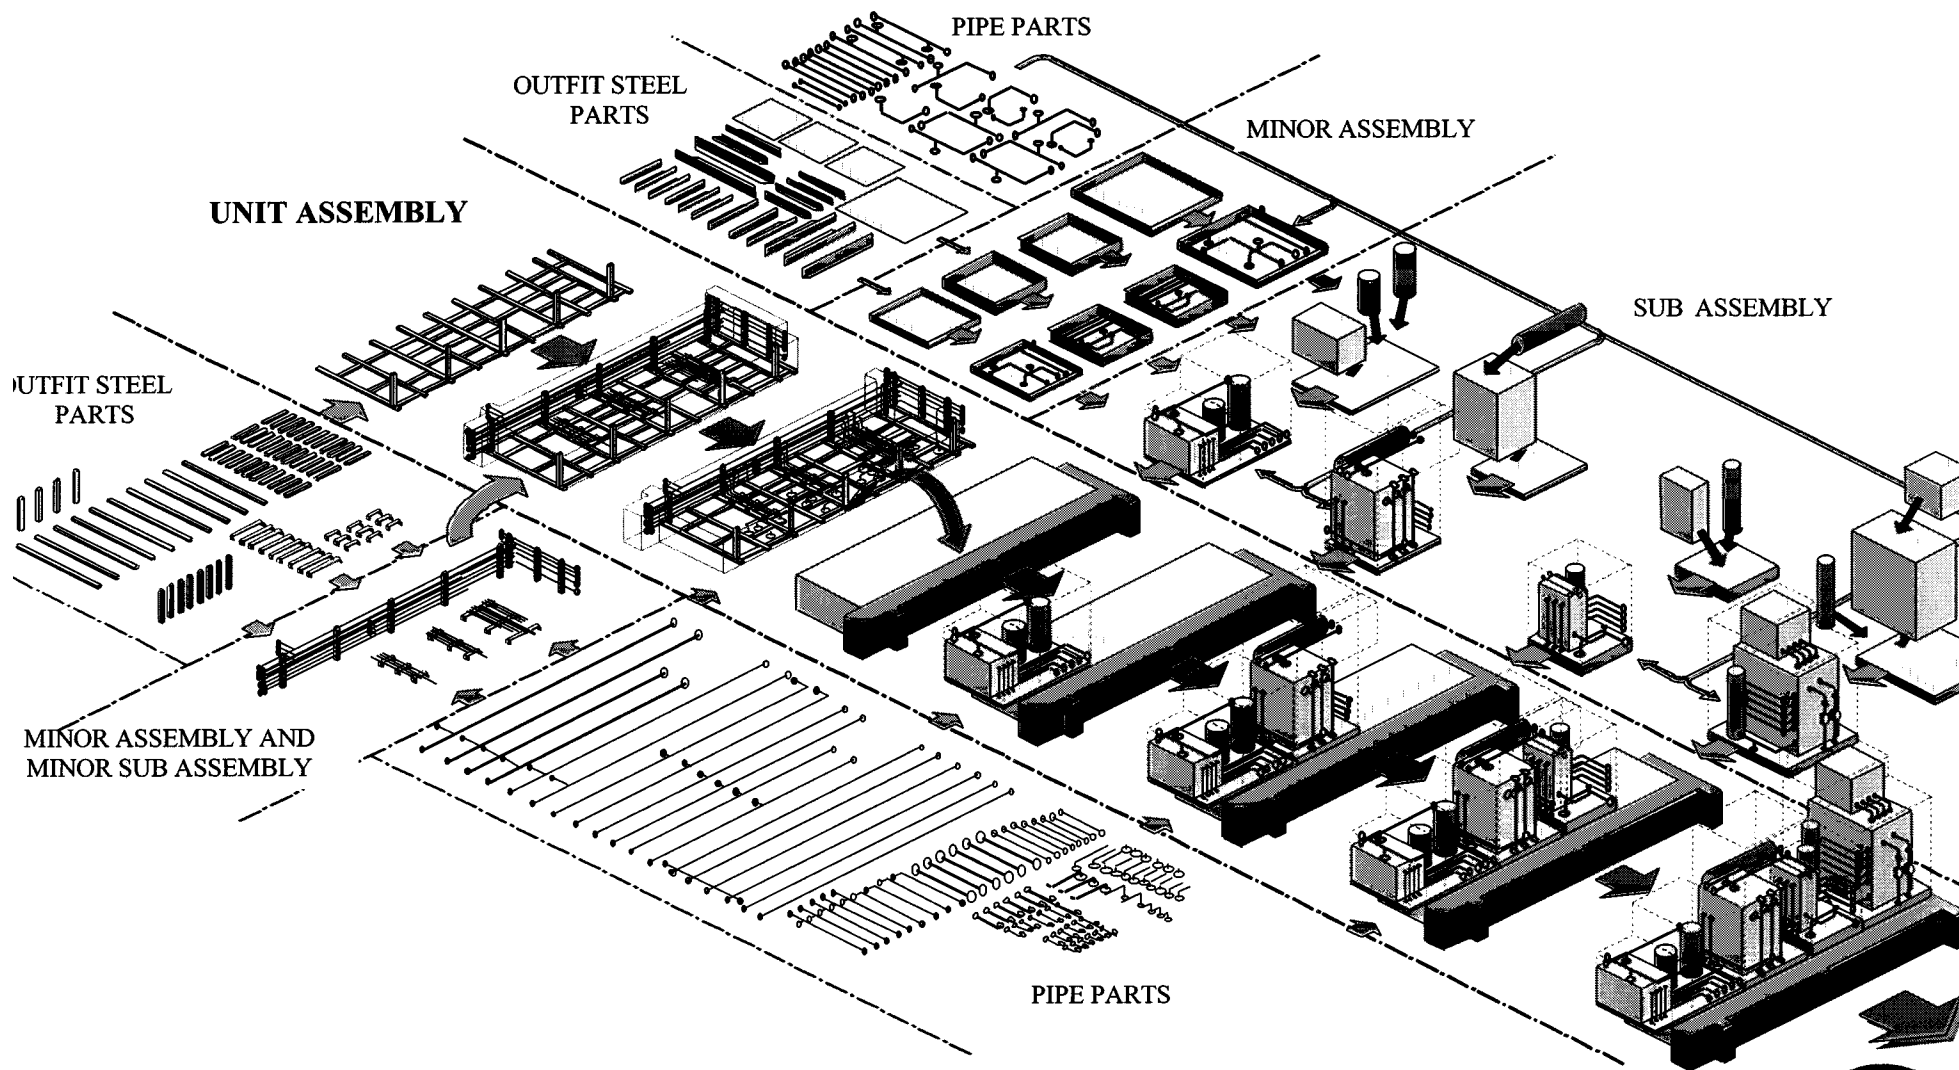 PIPE PARTS
OUTFIT STEEL
PARTS
MINOR ASSEMBLY
UNIT ASSEMBLY
SUB ASSEMBLY
UTFIT STEEL
PARTS
MINOR ASSEMBLY AND
MINOR SUB ASSEMBLY
PIPE PARTS